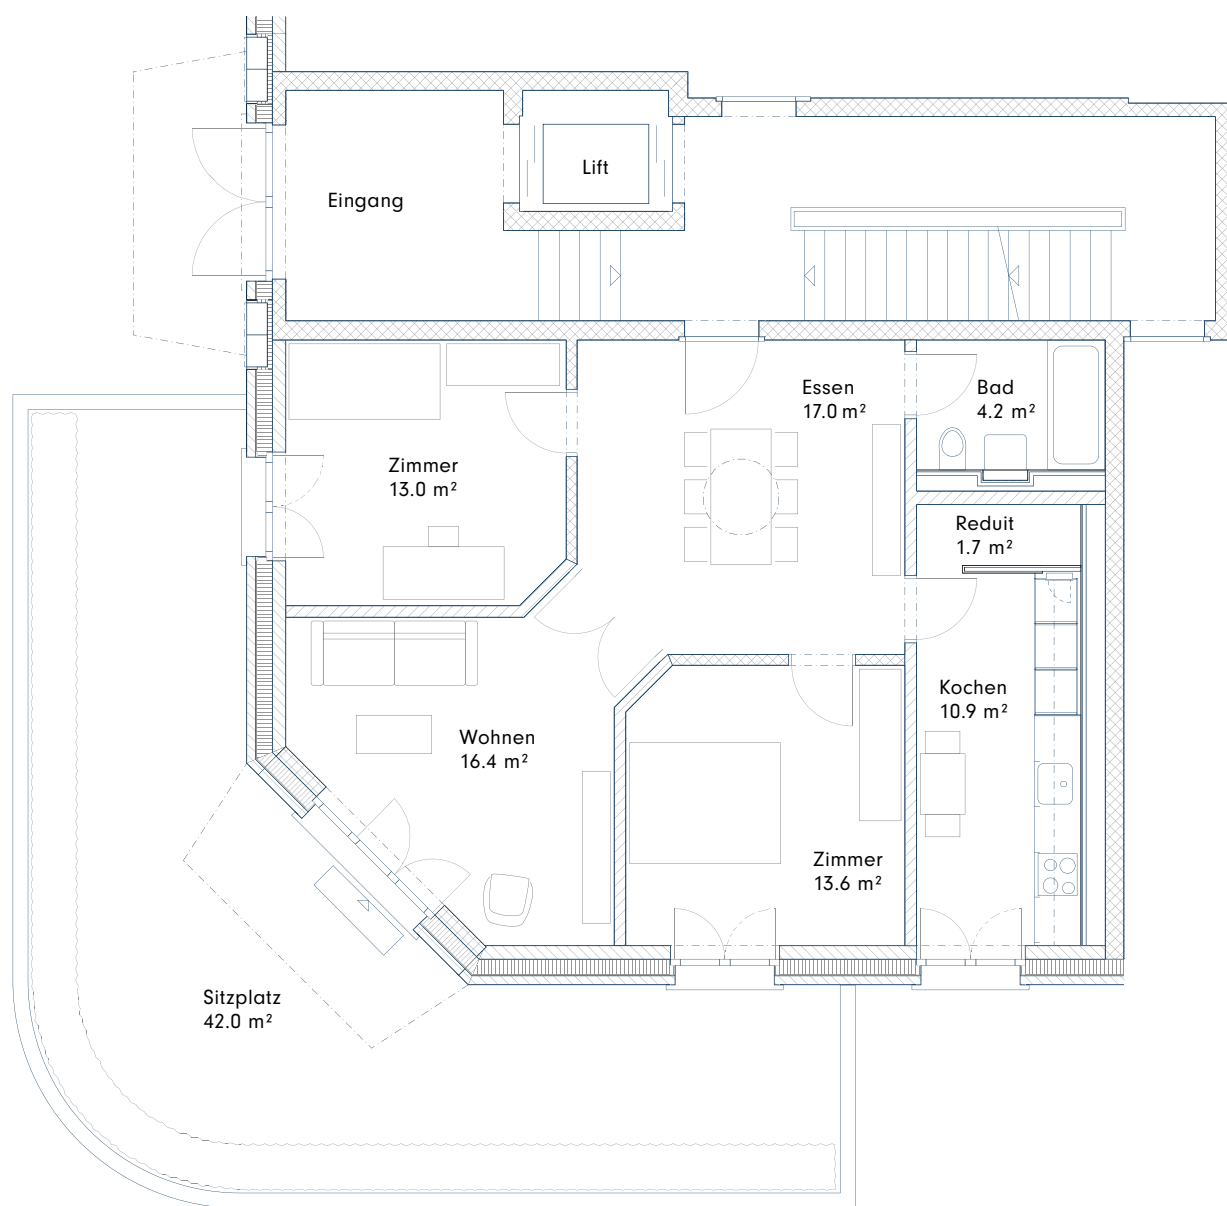 Lift
Eingang
Essen
17.0 m²
Bad
4.2 m²
Zimmer
13.0 m²
Reduit
1.7 m²
Kochen
10.9 m²
Wohnen
16.4 m²
Zimmer
13.6 m²
Sitzplatz
42.0 m²